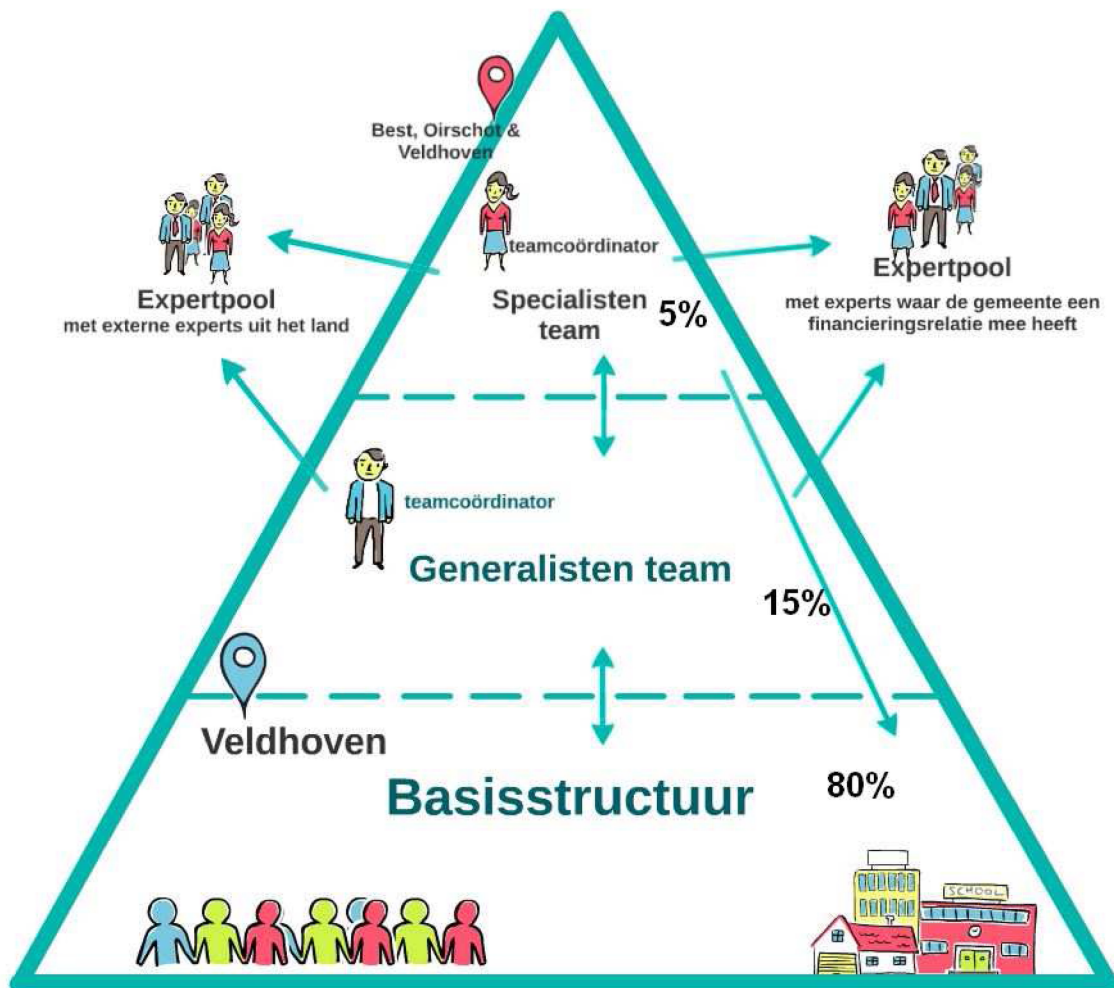 Best, Oirschot &
Veldhoven
teamcoördinator
Expertpool
met externe experts uit het land
Specialisten
team
5%
Expertpool
met experts waar de gemeente een
financieringsrelatie mee heeft
teamcoördinator
Generalisten team
15%
Veldhoven
Basisstructuur
80%
SCHOOL